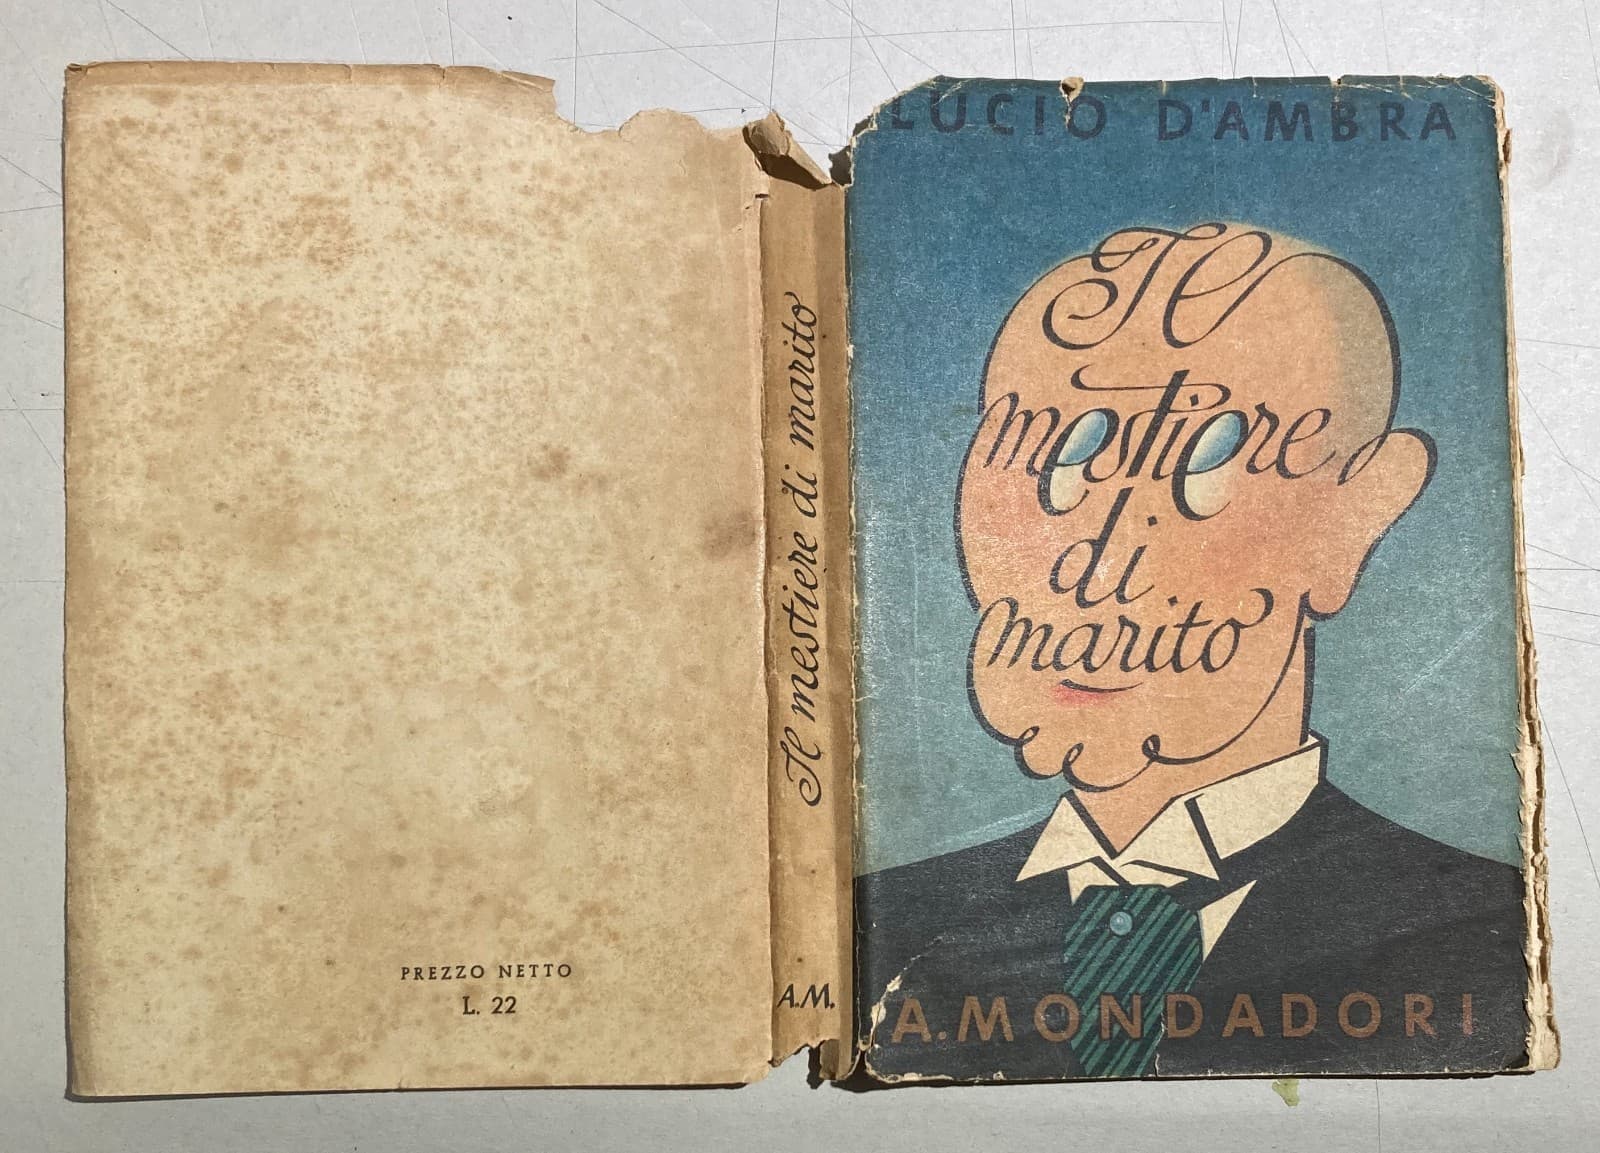 PREZZO NETTO
L. 22
Il mestiere di marito
A.M.
LUCIO D'AMBRA
Il
mestiere
di
marito
A. MONDADORI